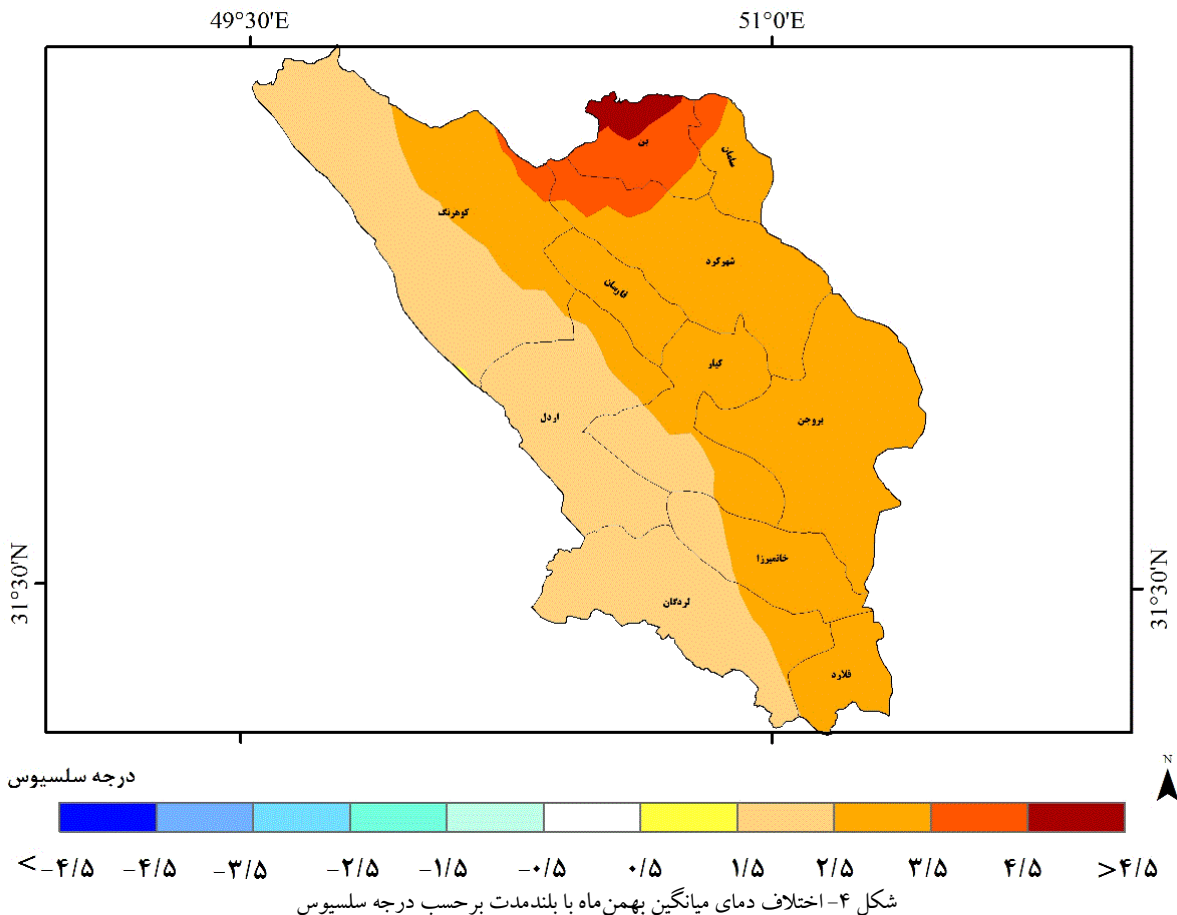 49°30'E 51°0'E
بن
سامان
کوهرنگ
شهرکرد
فارسان
کیار
اردل
بروجن
خانمیرزا
لردگان
فلارد
31°30'N 31°30'N
درجه سلسیوس
N
<-۴/۵ -۴/۵ -۳/۵ -۲/۵ -۱/۵ -۰/۵ ۰/۵ ۱/۵ ۲/۵ ۳/۵ ۴/۵ >۴/۵
شکل ۴- اختلاف دمای میانگین بهمن‌ماه با بلندمدت برحسب درجه سلسیوس